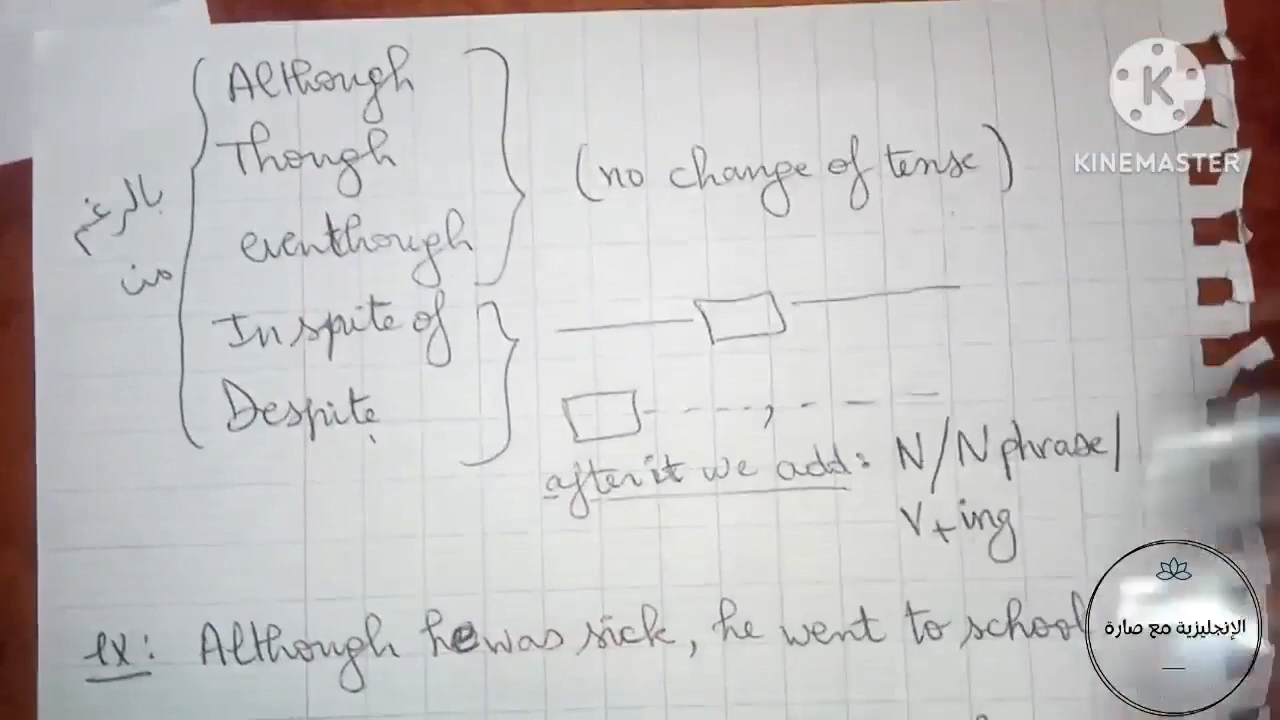 Although
Though
eventhough
بالرغم
من
In spite of
Despite
(no change of tense)
after it we add: N/N phrase/
V+ing
ex: Although he was sick, he went to school
KINEMASTER
الإنجليزية مع صارة